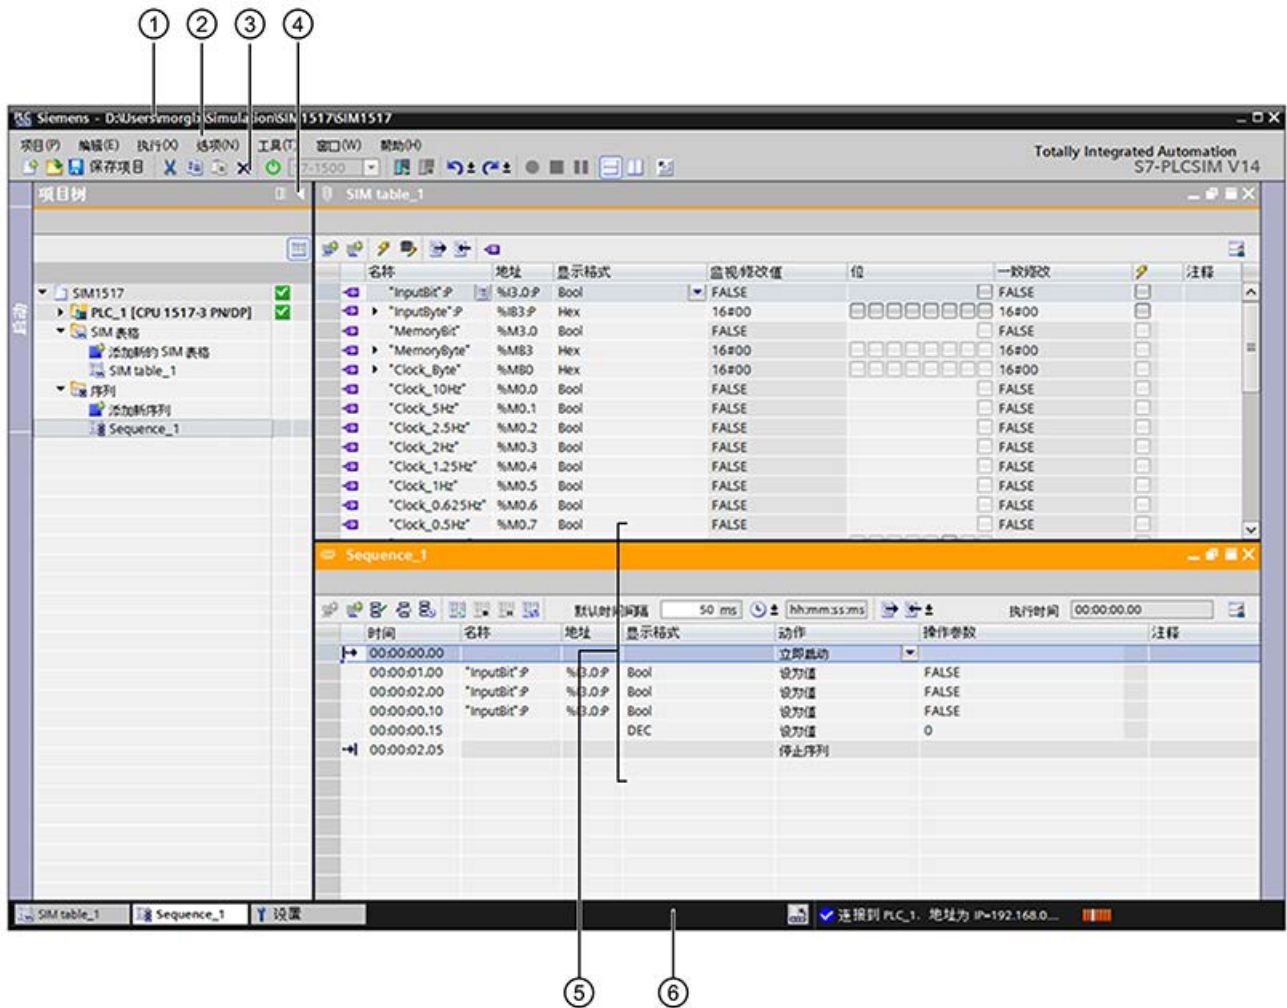 ① ② ③ ④
Siemens - D:\Users\morglx\Simulation\SIM1517\SIM1517
项目(P) 编辑(E) 执行(X) 选项(N) 工具(T) 窗口(W) 帮助(H)
Totally Integrated Automation
保存项目 7-1500 S7-PLCSIM V14
项目树 SIM table_1
启动
名称 地址 显示格式 监视/修改值 位 一致修改 注释
SIM1517
PLC_1 [CPU 1517-3 PN/DP]
SIM 表格
添加新的 SIM 表格
SIM table_1
序列
添加新序列
Sequence_1
"InputBit":P %I3.0:P Bool FALSE FALSE
"InputByte":P %IB3:P Hex 16#00 16#00
"MemoryBit" %M3.0 Bool FALSE FALSE
"MemoryByte" %MB3 Hex 16#00 16#00
"Clock_Byte" %MB0 Hex 16#00 16#00
"Clock_10Hz" %M0.0 Bool FALSE FALSE
"Clock_5Hz" %M0.1 Bool FALSE FALSE
"Clock_2.5Hz" %M0.2 Bool FALSE FALSE
"Clock_2Hz" %M0.3 Bool FALSE FALSE
"Clock_1.25Hz" %M0.4 Bool FALSE FALSE
"Clock_1Hz" %M0.5 Bool FALSE FALSE
"Clock_0.625Hz" %M0.6 Bool FALSE FALSE
"Clock_0.5Hz" %M0.7 Bool FALSE FALSE
Sequence_1
默认时间间隔 50 ms hh:mm:ss:ms 执行时间 00:00:00.00
时间 名称 地址 显示格式 动作 操作参数 注释
00:00:00.00 立即启动
00:00:01.00 "InputBit":P %I3.0:P Bool 设为值 FALSE
00:00:02.00 "InputBit":P %I3.0:P Bool 设为值 FALSE
00:00:00.10 "InputBit":P %I3.0:P Bool 设为值 FALSE
00:00:00.15 DEC 设为值 0
00:00:02.05 停止序列
SIM table_1 Sequence_1 设置 连接到 PLC_1, 地址为 IP=192.168.0...
⑤ ⑥